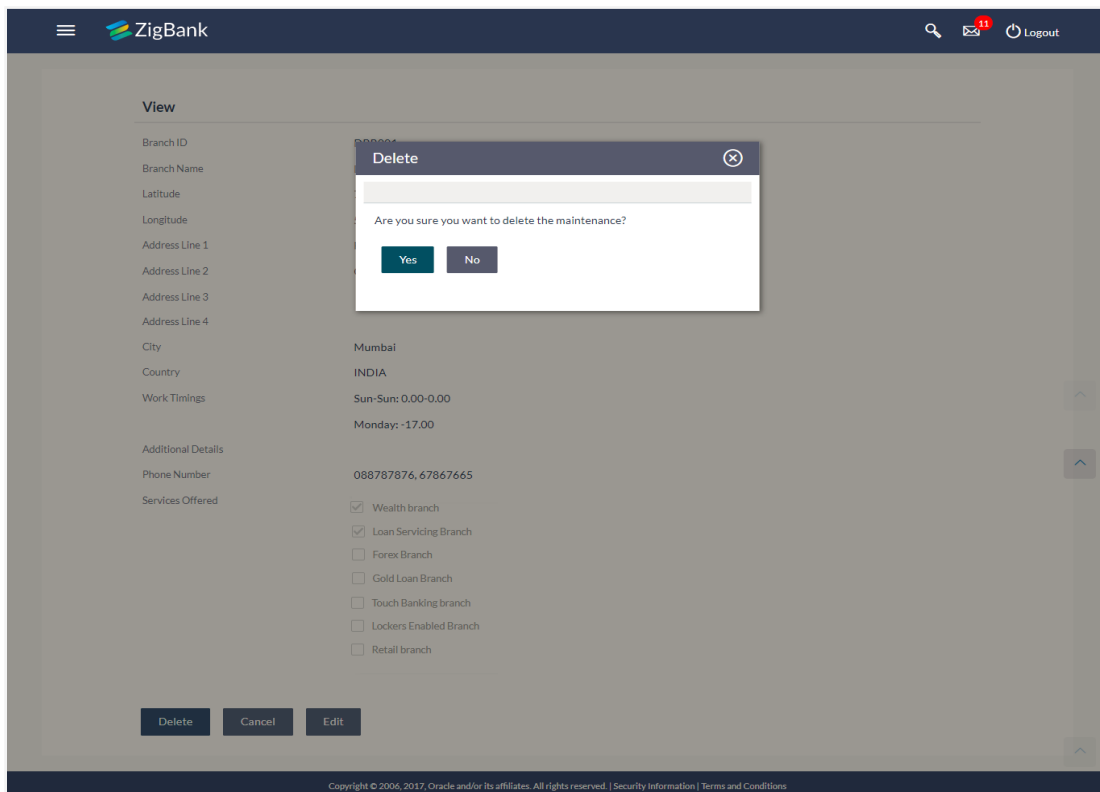 ZigBank
11
Logout
View
Branch ID
Delete
Branch Name
Latitude
Are you sure you want to delete the maintenance?
Longitude
Address Line 1
Yes No
Address Line 2
Address Line 3
Address Line 4
City Mumbai
Country INDIA
Work Timings Sun-Sun: 0.00-0.00
Monday: -17.00
Additional Details
Phone Number 088787876, 67867665
Services Offered
Wealth branch
Loan Servicing Branch
Forex Branch
Gold Loan Branch
Touch Banking branch
Lockers Enabled Branch
Retail branch
Delete Cancel Edit
Copyright © 2006, 2017, Oracle and/or its affiliates. All rights reserved. | Security Information | Terms and Conditions